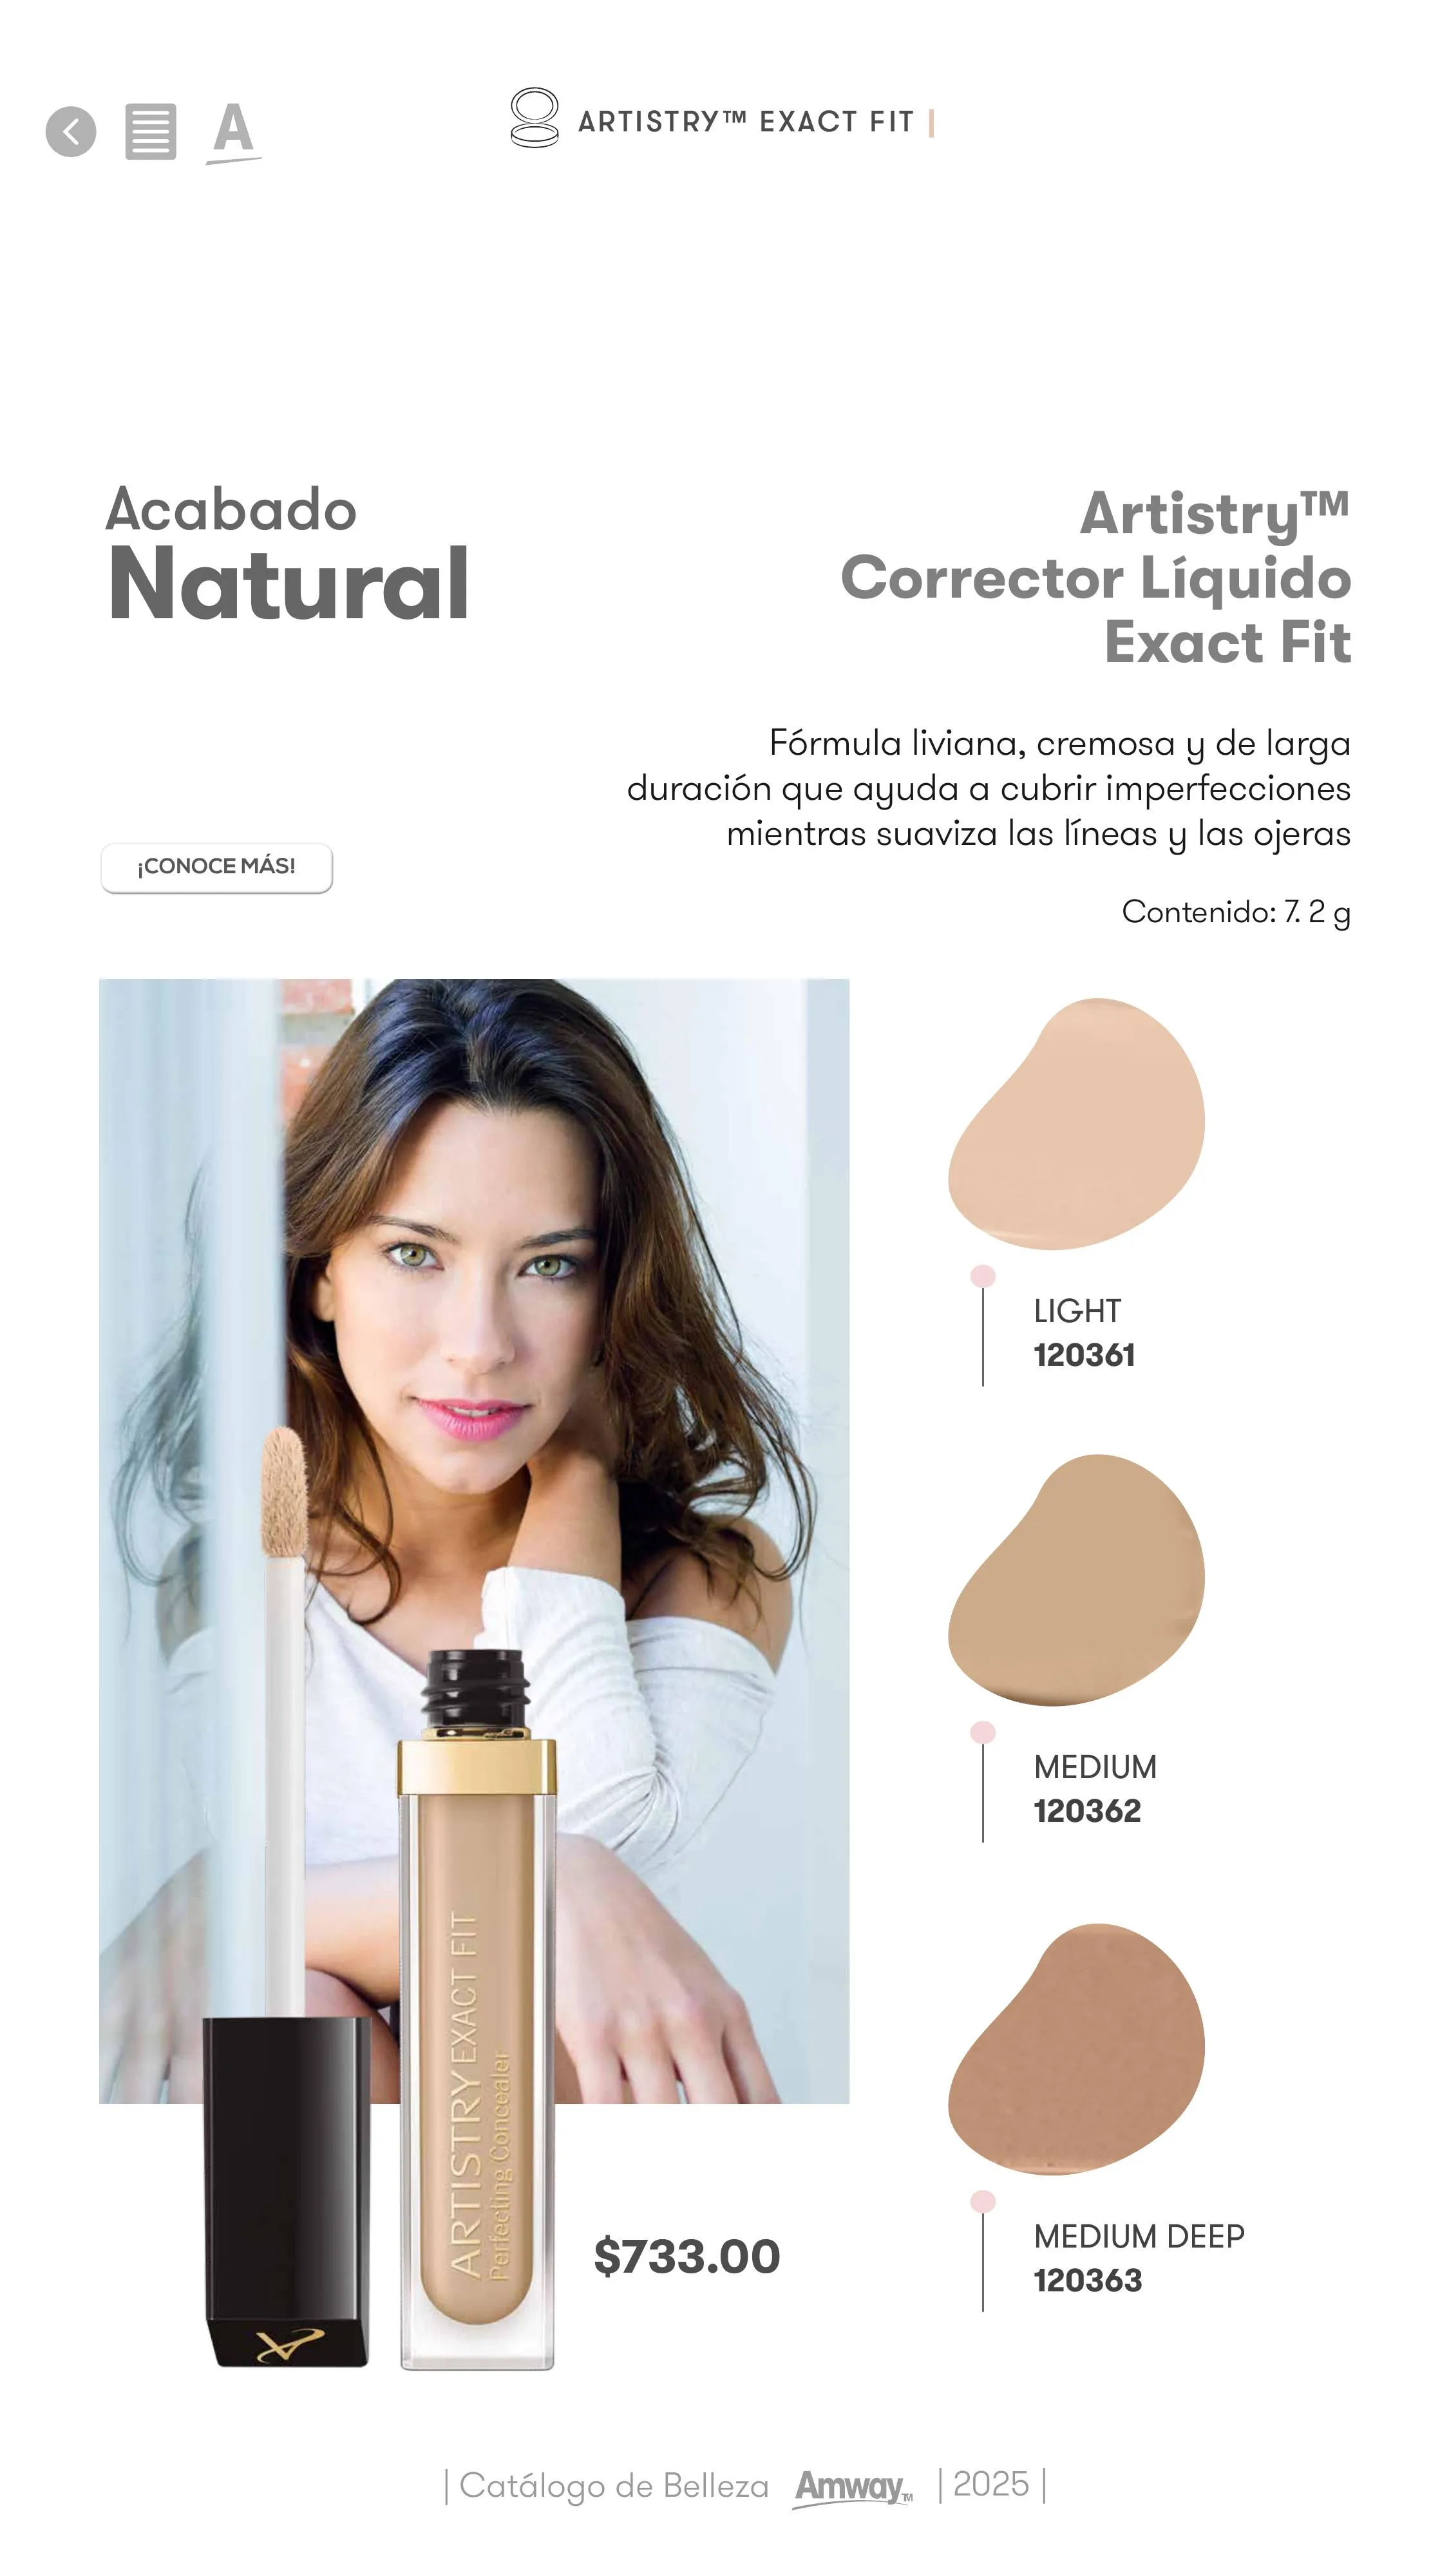 A
ARTISTRY™ EXACT FIT
Acabado
Natural
Artistry™
Corrector Líquido
Exact Fit
Fórmula liviana, cremosa y de larga
duración que ayuda a cubrir imperfecciones
mientras suaviza las líneas y las ojeras
¡CONOCE MÁS!
Contenido: 7. 2 g
LIGHT
120361
MEDIUM
120362
MEDIUM DEEP
120363
ARTISTRY EXACT FIT
Perfecting Concealer
$733.00
| Catálogo de Belleza Amway™ | 2025 |